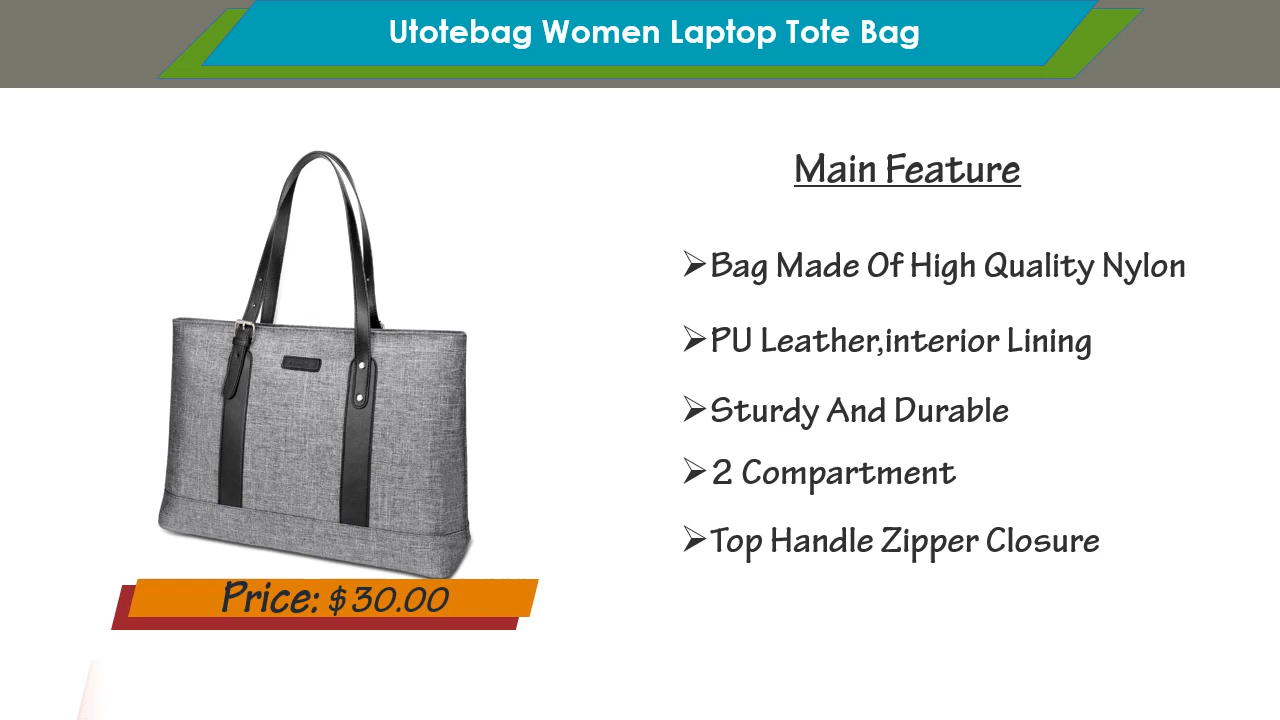 Utotebag Women Laptop Tote Bag
Main Feature
➢Bag Made Of High Quality Nylon
➢PU Leather,interior Lining
➢Sturdy And Durable
➢2 Compartment
➢Top Handle Zipper Closure
Price: $30.00